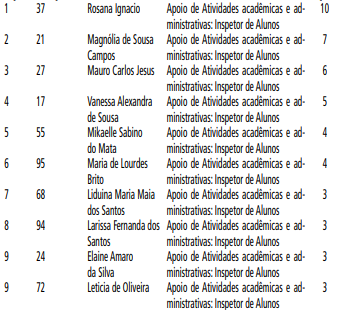 1 37 Rosana Ignacio Apoio de Atividades acadêmicas e ad- 10
ministrativas: Inspetor de Alunos
2 21 Magnólia de Sousa Apoio de Atividades acadêmicas e ad- 7
Campos ministrativas: Inspetor de Alunos
3 27 Mauro Carlos Jesus Apoio de Atividades acadêmicas e ad- 6
ministrativas: Inspetor de Alunos
4 17 Vanessa Alexandra Apoio de Atividades acadêmicas e ad- 5
de Sousa ministrativas: Inspetor de Alunos
5 55 Mikaelle Sabino Apoio de Atividades acadêmicas e ad- 4
do Mata ministrativas: Inspetor de Alunos
6 95 Maria de Lourdes Apoio de Atividades acadêmicas e ad- 4
Brito ministrativas: Inspetor de Alunos
7 68 Liduina Maria Maia Apoio de Atividades acadêmicas e ad- 3
dos Santos ministrativas: Inspetor de Alunos
8 94 Larissa Fernanda dos Apoio de Atividades acadêmicas e ad- 3
Santos ministrativas: Inspetor de Alunos
9 24 Elaine Amaro Apoio de Atividades acadêmicas e ad- 3
da Silva ministrativas: Inspetor de Alunos
9 72 Leticia de Oliveira Apoio de Atividades acadêmicas e ad- 3
ministrativas: Inspetor de Alunos